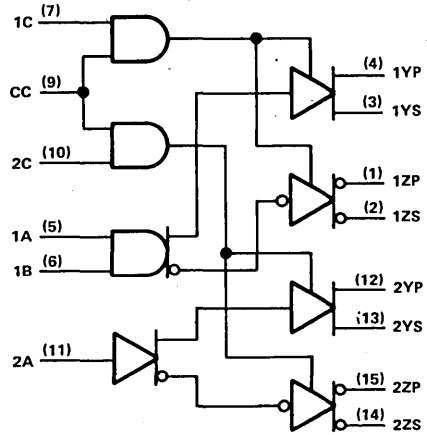 1C (7)
CC (9)
2C (10)
1A (5)
1B (6)
2A (11)
(4) 1YP
(3) 1YS
(1) 1ZP
(2) 1ZS
(12) 2YP
(13) 2YS
(15) 2ZP
(14) 2ZS